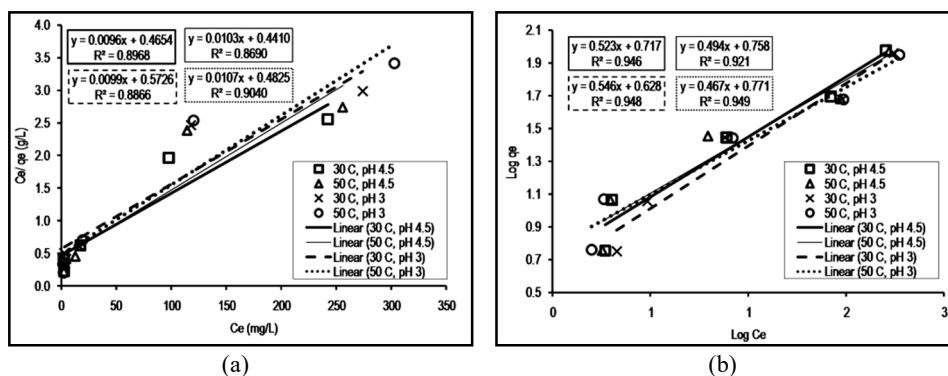 y = 0.0096x + 0.4654
R² = 0.8968
y = 0.0103x + 0.4410
R² = 0.8690
y = 0.0099x + 0.5726
R² = 0.8866
y = 0.0107x + 0.4825
R² = 0.9040
4.0
3.5
3.0
2.5
2.0
1.5
1.0
0.5
0.0
Ce/ qe (g/L)
30 C, pH 4.5
50 C, pH 4.5
30 C, pH 3
50 C, pH 3
Linear (30 C, pH 4.5)
Linear (50 C, pH 4.5)
Linear (30 C, pH 3)
Linear (50 C, pH 3)
0 50 100 150 200 250 300 350
Ce (mg/L)
(a)
y = 0.523x + 0.717
R² = 0.946
y = 0.494x + 0.758
R² = 0.921
y = 0.546x + 0.628
R² = 0.948
y = 0.467x + 0.771
R² = 0.949
2.1
1.9
1.7
1.5
1.3
1.1
0.9
0.7
0.5
Log qe
30 C, pH 4.5
50 C, pH 4.5
30 C, pH 3
50 C, pH 3
Linear (30 C, pH 4.5)
Linear (50 C, pH 4.5)
Linear (30 C, pH 3)
Linear (50 C, pH 3)
0 1 1 2 3
Log Ce
(b)